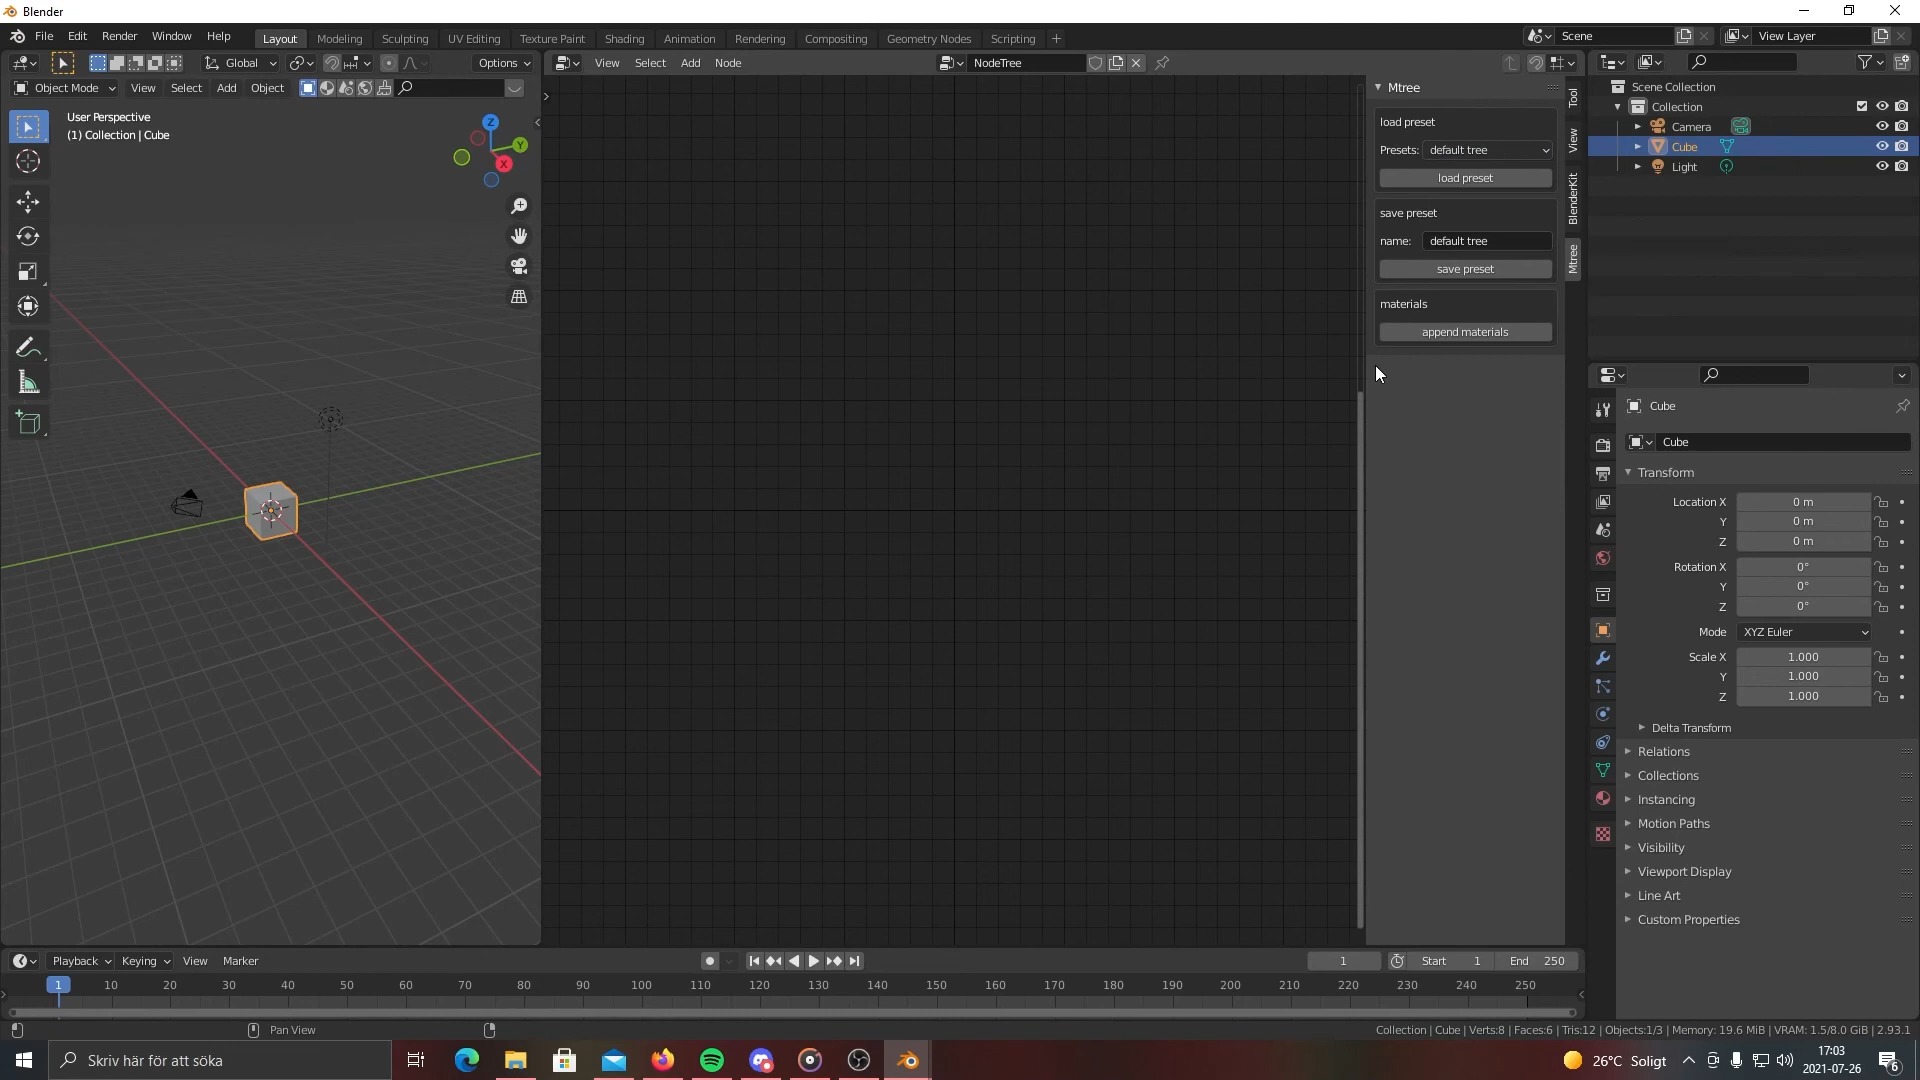 Blender
File Edit Render Window Help
Layout Modeling Sculpting UV Editing Texture Paint Shading Animation Rendering Compositing Geometry Nodes Scripting +
Scene
View Layer
Global
Options
Object Mode View Select Add Object
View Select Add Node
NodeTree
User Perspective
(1) Collection | Cube
Z
Y
X
Mtree
load preset
Presets: default tree
load preset
save preset
name: default tree
save preset
materials
append materials
Tool
View
BlenderKit
Mtree
Scene Collection
Collection
Camera
Cube
Light
Cube
Cube
Transform
Location X 0 m
Y 0 m
Z 0 m
Rotation X 0°
Y 0°
Z 0°
Mode XYZ Euler
Scale X 1.000
Y 1.000
Z 1.000
Delta Transform
Relations
Collections
Instancing
Motion Paths
Visibility
Viewport Display
Line Art
Custom Properties
Playback Keying View Marker
1
Start 1
End 250
1 10 20 30 40 50 60 70 80 90 100 110 120 130 140 150 160 170 180 190 200 210 220 230 240 250
Pan View
Collection | Cube | Verts:8 | Faces:6 | Tris:12 | Objects:1/3 | Memory: 19.6 MiB | VRAM: 1.5/8.0 GiB | 2.93.1
Skriv här för att söka
26°C Soligt
17:03
2021-07-26
6